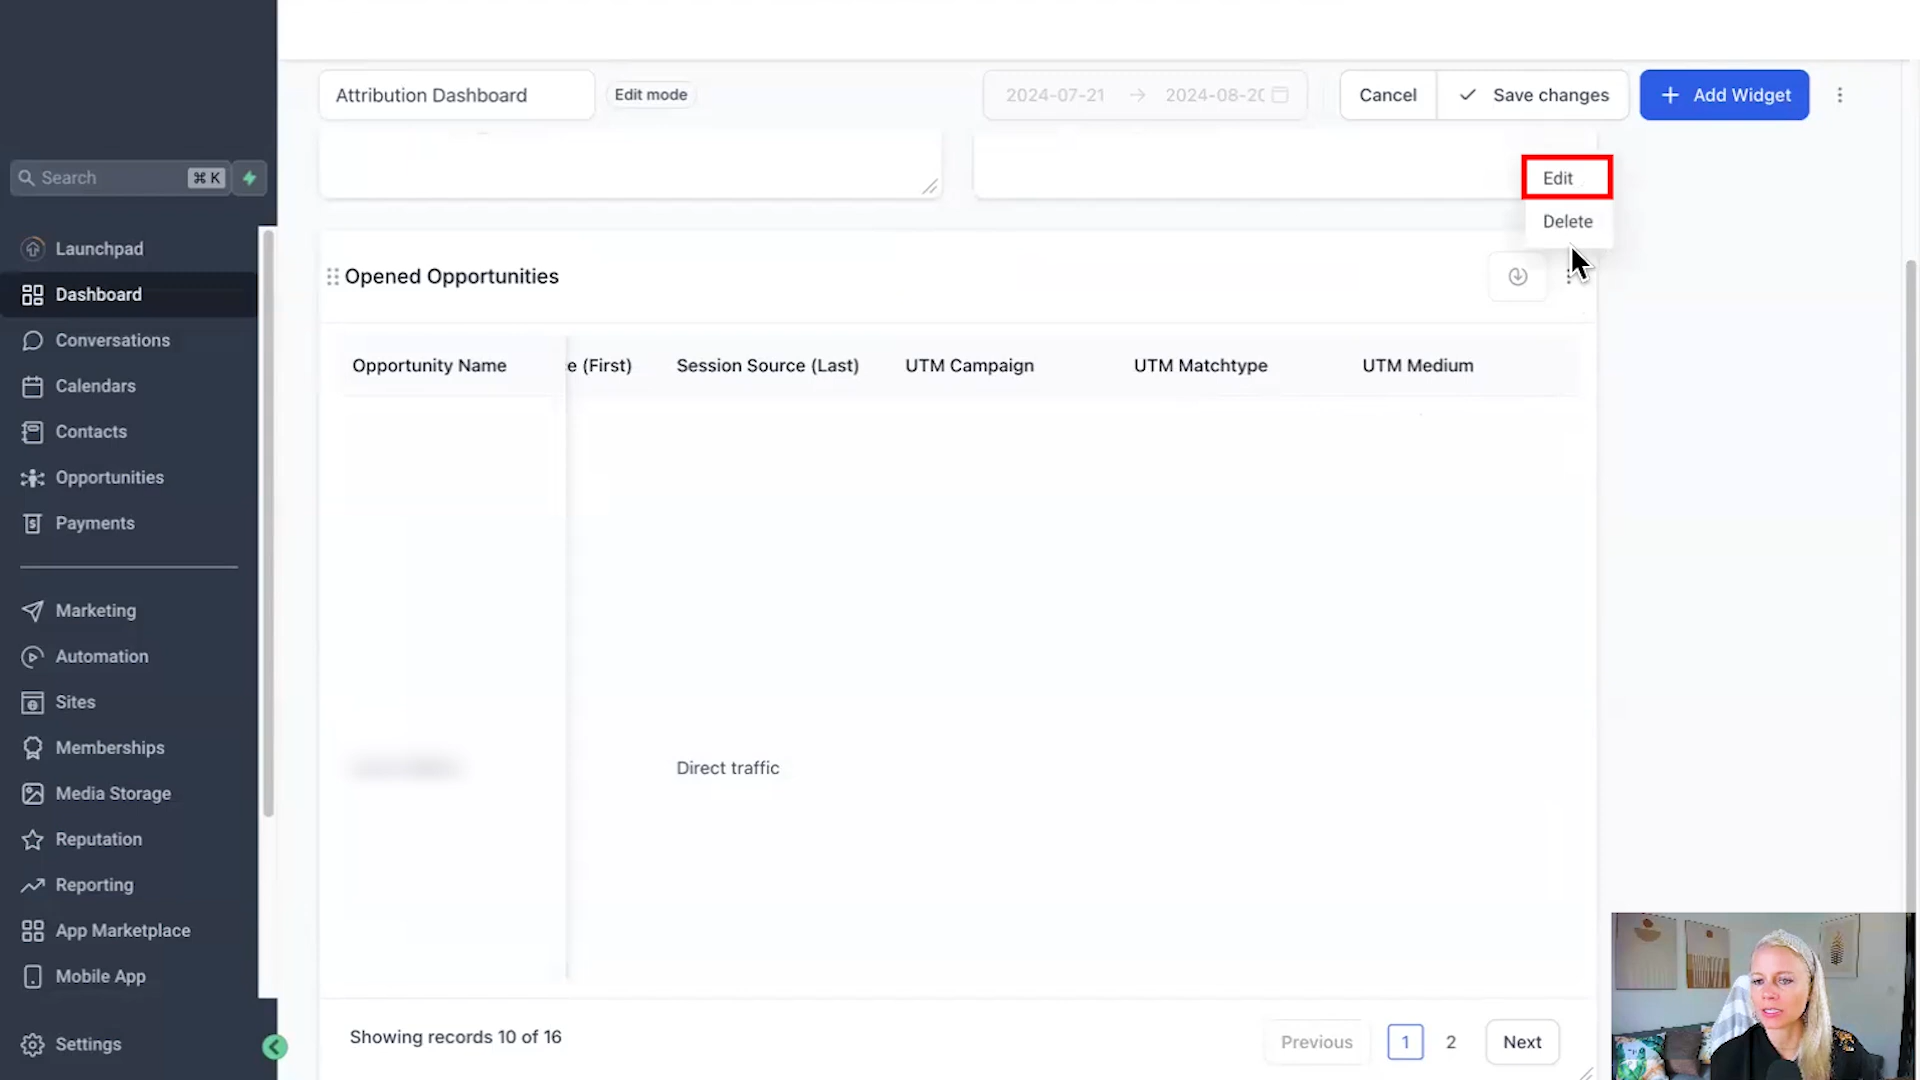 Attribution Dashboard
Edit mode
2024-07-21 → 2024-08-20
Cancel
Save changes
+ Add Widget
Search
⌘ K
Edit
Delete
Launchpad
Dashboard
Conversations
Calendars
Contacts
Opportunities
Payments
Marketing
Automation
Sites
Memberships
Media Storage
Reputation
Reporting
App Marketplace
Mobile App
Settings
Opened Opportunities
Opportunity Name
e (First)
Session Source (Last)
UTM Campaign
UTM Matchtype
UTM Medium
Direct traffic
Showing records 10 of 16
Previous
1
2
Next